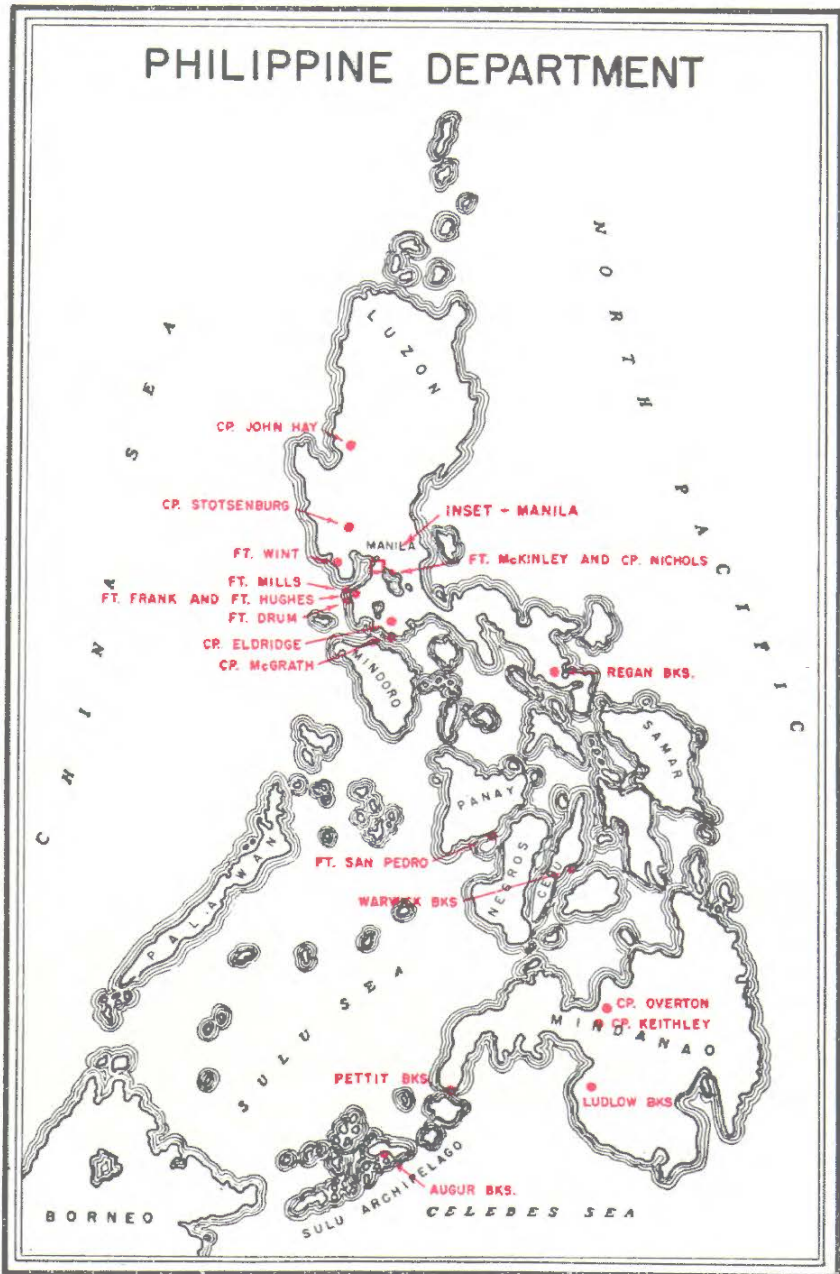 PHILIPPINE DEPARTMENT
NORTH PACIFIC
CHINA SEA
LUZON
CP. JOHN HAY
CP. STOTSENBURG
INSET - MANILA
MANILA
FT. WINT
FT. McKINLEY AND CP. NICHOLS
FT. MILLS
FT. FRANK AND FT. HUGHES
FT. DRUM
CP. ELDRIDGE
CP. McGRATH
MINDORO
REGAN BKS.
SAMAR
PANAY
FT. SAN PEDRO
NEGROS
CEBU
WARWICK BKS
PALAWAN
SULU SEA
CP. OVERTON
CP. KEITHLEY
MINDANAO
PETTIT BKS.
LUDLOW BKS
AUGUR BKS.
SULU ARCHIPELAGO
CELEBES SEA
BORNEO